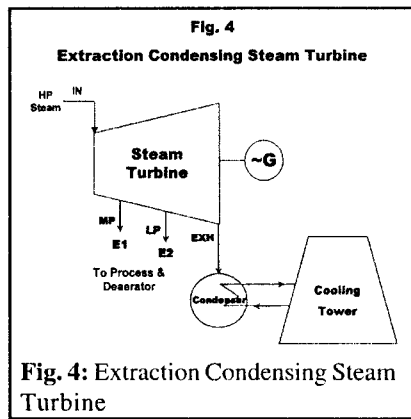 Fig. 4
Extraction Condensing Steam Turbine
HP
Steam
IN
Steam
Turbine
~G
MP
E1
LP
E2
EXH
To Process &
Deaerator
Condenser
Cooling
Tower
Fig. 4: Extraction Condensing Steam
Turbine